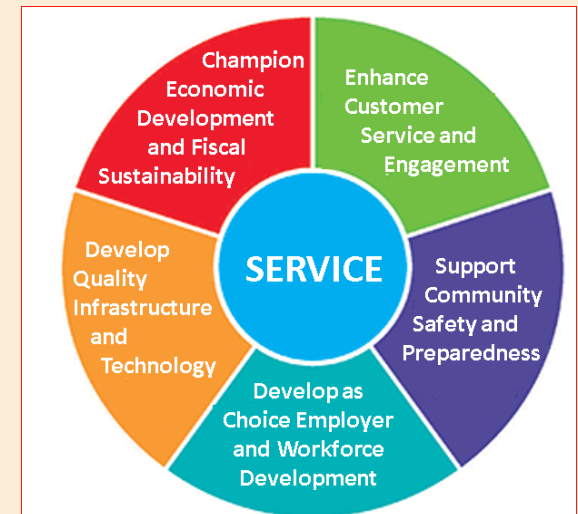 Champion
Economic
Development
and Fiscal
Sustainability
Enhance
Customer
Service and
Engagement
SERVICE
Develop
Quality
Infrastructure
and
Technology
Support
Community
Safety and
Preparedness
Develop as
Choice Employer
and Workforce
Development